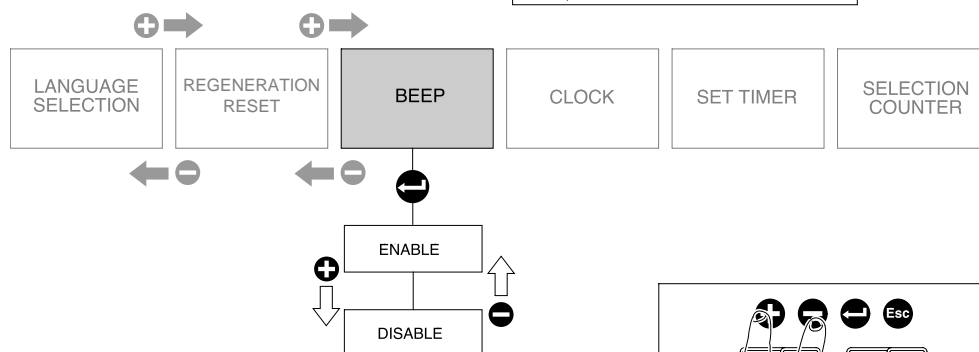 LANGUAGE
SELECTION
REGENERATION
RESET
BEEP
CLOCK
SET TIMER
SELECTION
COUNTER
ENABLE
DISABLE
Esc